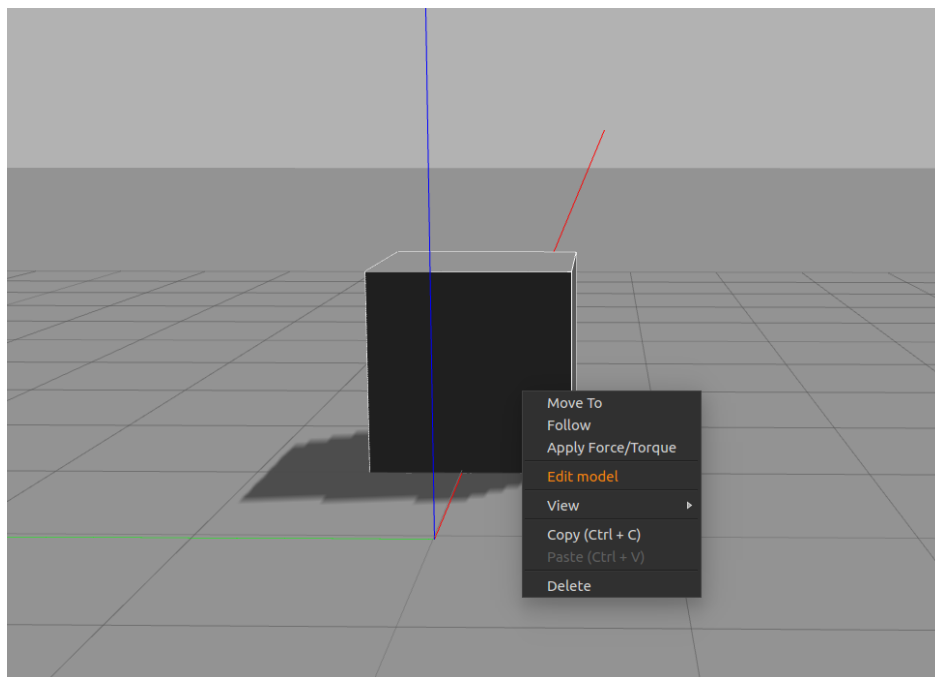 Move To
Follow
Apply Force/Torque
Edit model
View
Copy (Ctrl + C)
Paste (Ctrl + V)
Delete